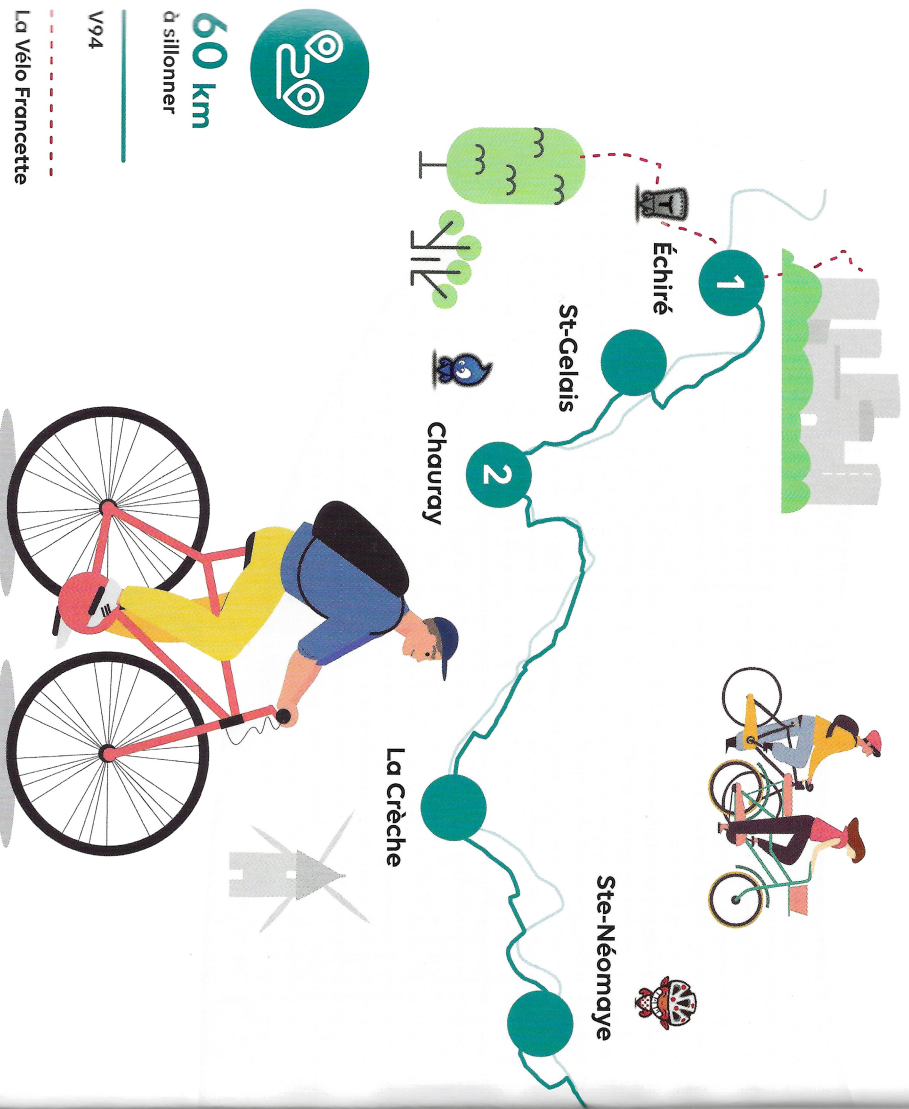 60 km
à sillonner
V94
La Vélo Francette
1
Échiré
St-Gelais
2
Chauray
La Crèche
Ste-Néomaye